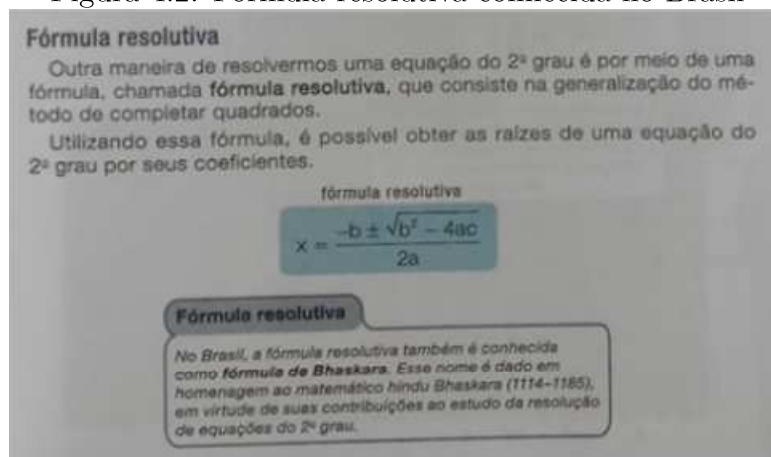 Fórmula resolutiva
Outra maneira de resolvermos uma equação do 2º grau é por meio de uma
fórmula, chamada fórmula resolutiva, que consiste na generalização do mé-
todo de completar quadrados.
Utilizando essa fórmula, é possível obter as raízes de uma equação do
2º grau por seus coeficientes.
fórmula resolutiva
x = (-b ± √(b² - 4ac)) / 2a
Fórmula resolutiva
No Brasil, a fórmula resolutiva também é conhecida
como fórmula de Bhaskara. Esse nome é dado em
homenagem ao matemático hindu Bhaskara (1114-1185),
em virtude de suas contribuições ao estudo da resolução
de equações do 2º grau.